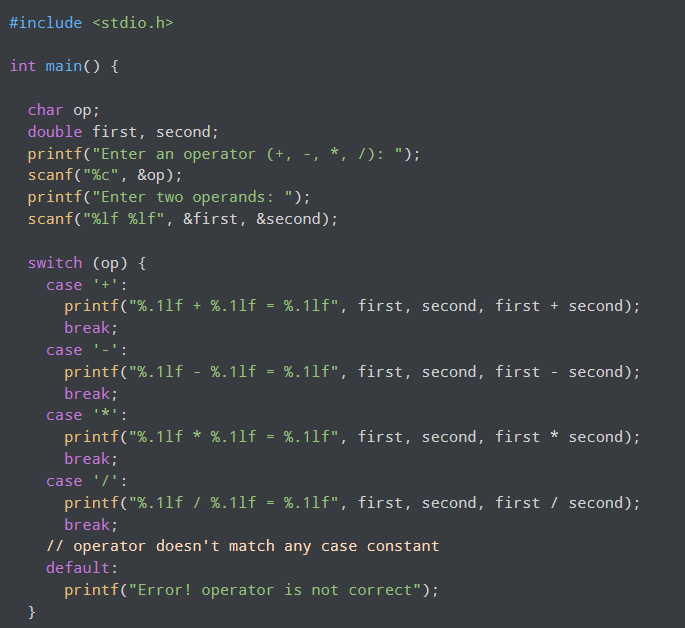 #include <stdio.h>

int main() {

  char op;
  double first, second;
  printf("Enter an operator (+, -, *, /): ");
  scanf("%c", &op);
  printf("Enter two operands: ");
  scanf("%lf %lf", &first, &second);

  switch (op) {
    case '+':
      printf("%.1lf + %.1lf = %.1lf", first, second, first + second);
      break;
    case '-':
      printf("%.1lf - %.1lf = %.1lf", first, second, first - second);
      break;
    case '*':
      printf("%.1lf * %.1lf = %.1lf", first, second, first * second);
      break;
    case '/':
      printf("%.1lf / %.1lf = %.1lf", first, second, first / second);
      break;
    // operator doesn't match any case constant
    default:
      printf("Error! operator is not correct");
  }